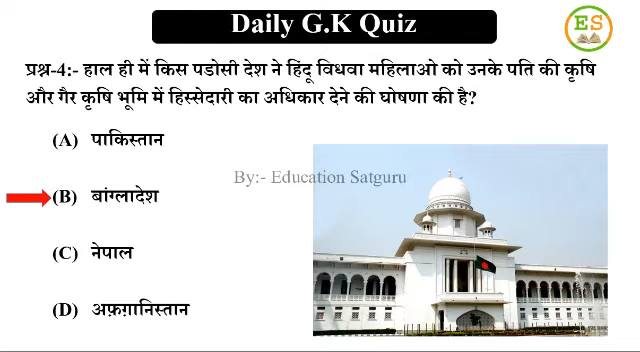 Daily G.K Quiz
ES
प्रश्न-4:- हाल ही में किस पडोसी देश ने हिंदू विधवा महिलाओ को उनके पति की कृषि
और गैर कृषि भूमि में हिस्सेदारी का अधिकार देने की घोषणा की है?
(A) पाकिस्तान
By:- Education Satguru
(B) बांग्लादेश
(C) नेपाल
(D) अफ़ग़ानिस्तान